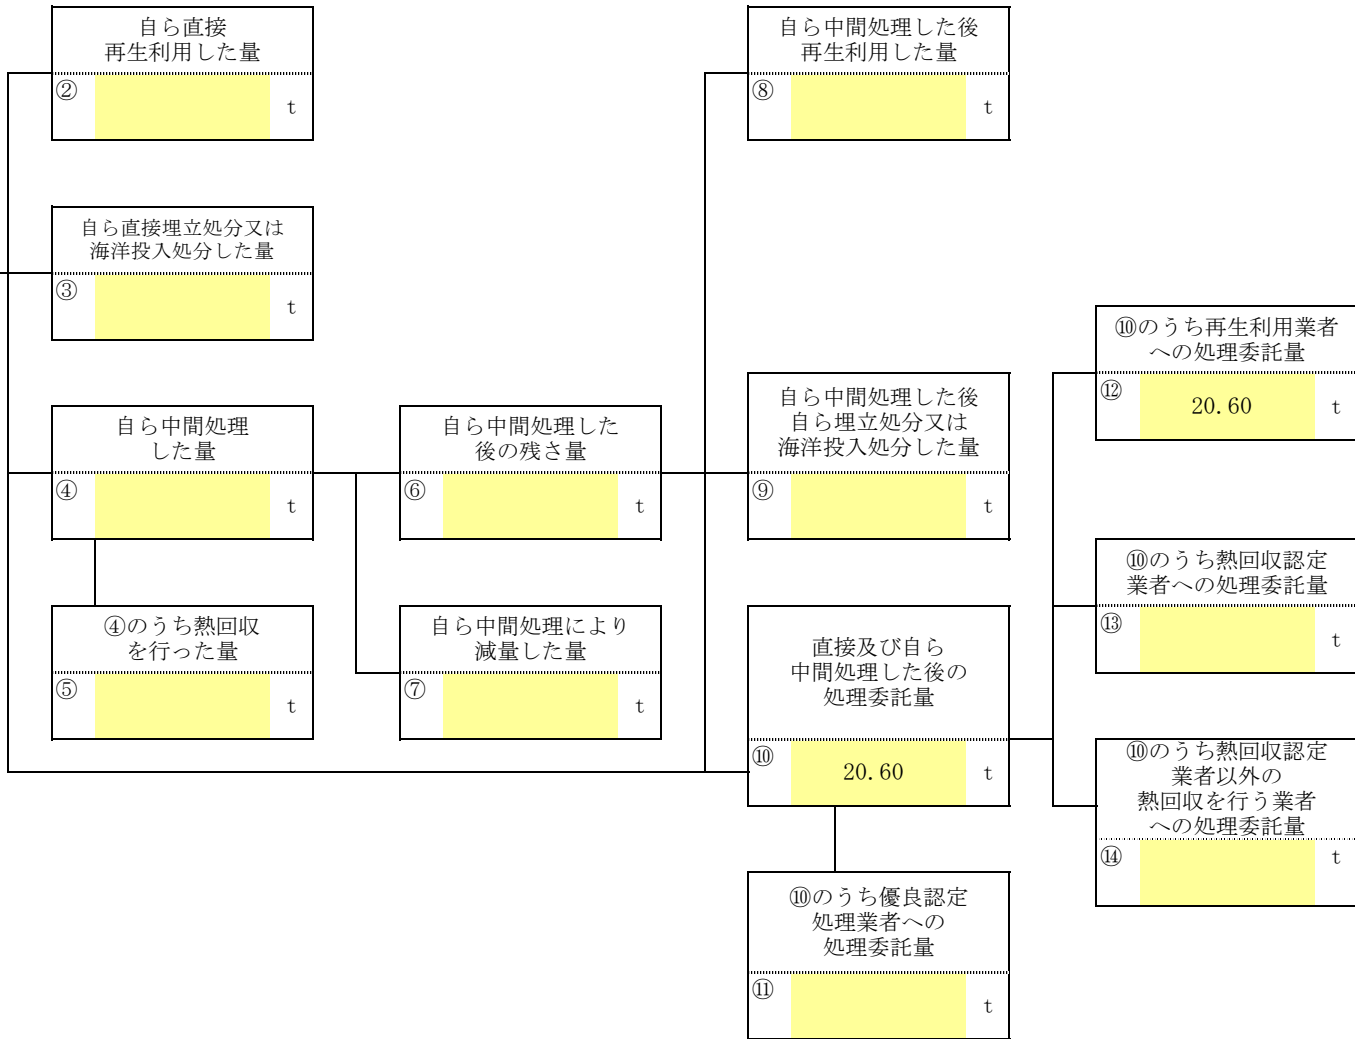 自ら直接
再生利用した量
②
t
自ら中間処理した後
再生利用した量
⑧
t
自ら直接埋立処分又は
海洋投入処分した量
③
t
⑩のうち再生利用業者
への処理委託量
⑫
20.60
t
自ら中間処理
した量
④
t
自ら中間処理した
後の残さ量
⑥
t
自ら中間処理した後
自ら埋立処分又は
海洋投入処分した量
⑨
t
⑩のうち熱回収認定
業者への処理委託量
⑬
t
④のうち熱回収
を行った量
⑤
t
自ら中間処理により
減量した量
⑦
t
直接及び自ら
中間処理した後の
処理委託量
⑩
20.60
t
⑩のうち熱回収認定
業者以外の
熱回収を行う業者
への処理委託量
⑭
t
⑩のうち優良認定
処理業者への
処理委託量
⑪
t